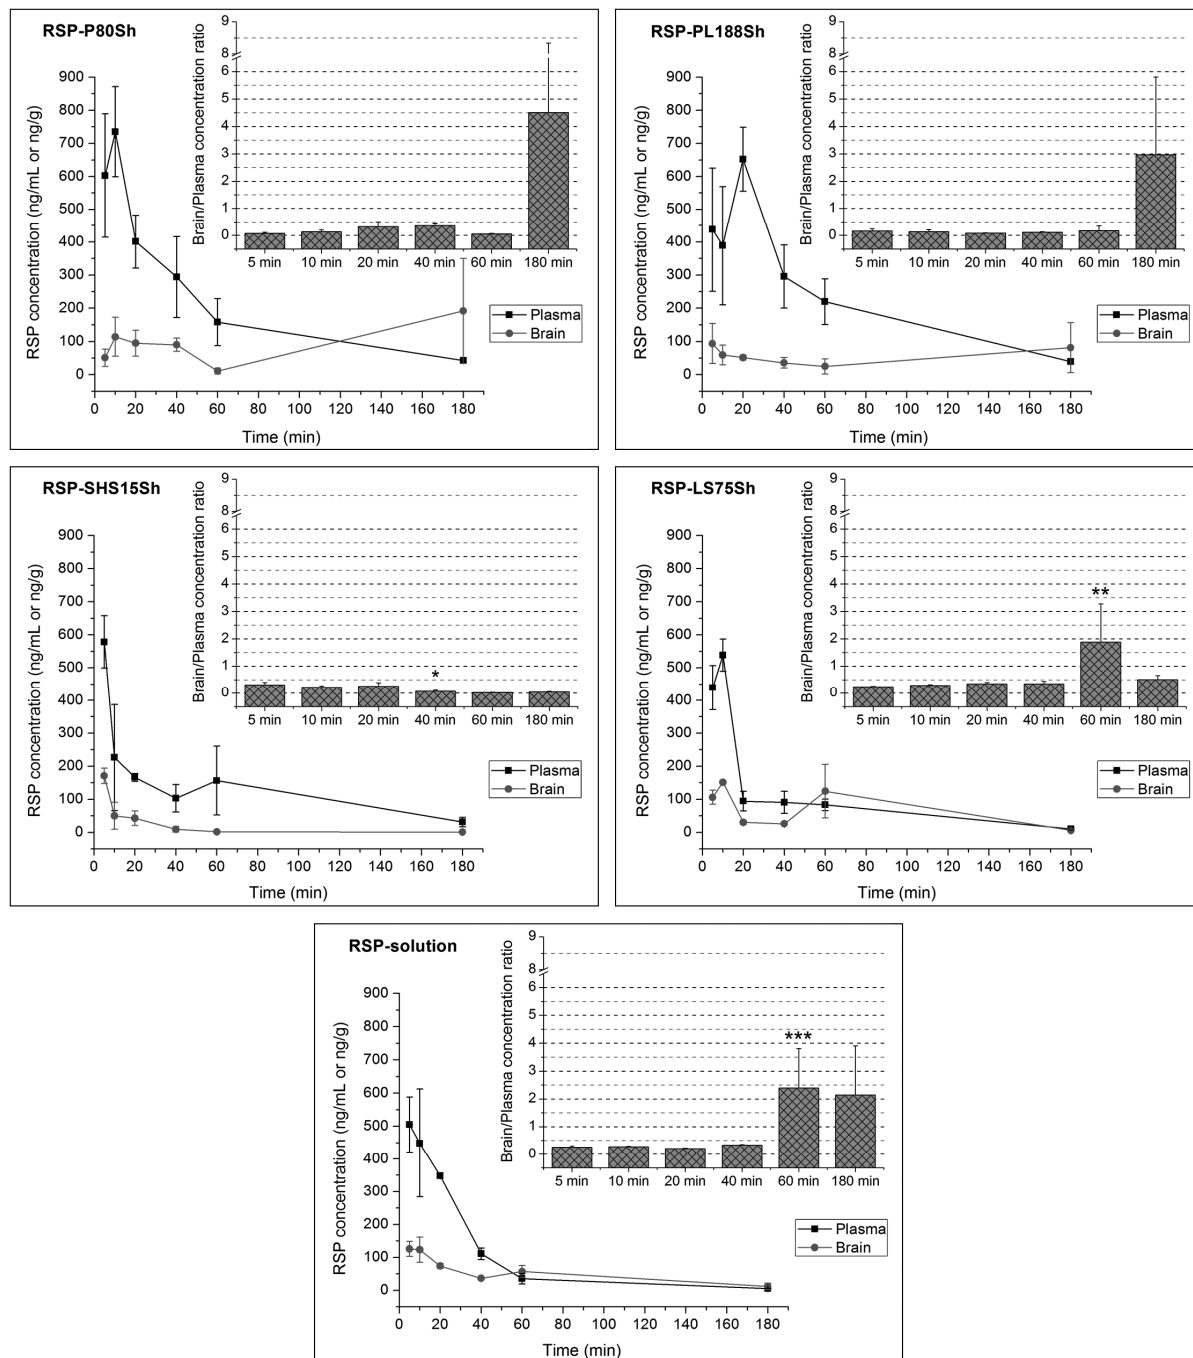 RSP-P80Sh
Brain/Plasma concentration ratio
9
8
6
5
4
3
2
1
0
5 min 10 min 20 min 40 min 60 min 180 min
RSP concentration (ng/mL or ng/g)
900
800
700
600
500
400
300
200
100
0
Plasma
Brain
0 20 40 60 80 100 120 140 160 180
Time (min)
RSP-PL188Sh
Brain/Plasma concentration ratio
9
8
6
5
4
3
2
1
0
5 min 10 min 20 min 40 min 60 min 180 min
RSP concentration (ng/mL or ng/g)
900
800
700
600
500
400
300
200
100
0
Plasma
Brain
0 20 40 60 80 100 120 140 160 180
Time (min)
RSP-SHS15Sh
Brain/Plasma concentration ratio
9
8
6
5
4
3
2
1
0
*
5 min 10 min 20 min 40 min 60 min 180 min
RSP concentration (ng/mL or ng/g)
900
800
700
600
500
400
300
200
100
0
Plasma
Brain
0 20 40 60 80 100 120 140 160 180
Time (min)
RSP-LS75Sh
Brain/Plasma concentration ratio
9
8
6
5
4
3
2
1
0
**
5 min 10 min 20 min 40 min 60 min 180 min
RSP concentration (ng/mL or ng/g)
900
800
700
600
500
400
300
200
100
0
Plasma
Brain
0 20 40 60 80 100 120 140 160 180
Time (min)
RSP-solution
Brain/Plasma concentration ratio
9
8
6
5
4
3
2
1
0
***
5 min 10 min 20 min 40 min 60 min 180 min
RSP concentration (ng/mL or ng/g)
900
800
700
600
500
400
300
200
100
0
Plasma
Brain
0 20 40 60 80 100 120 140 160 180
Time (min)